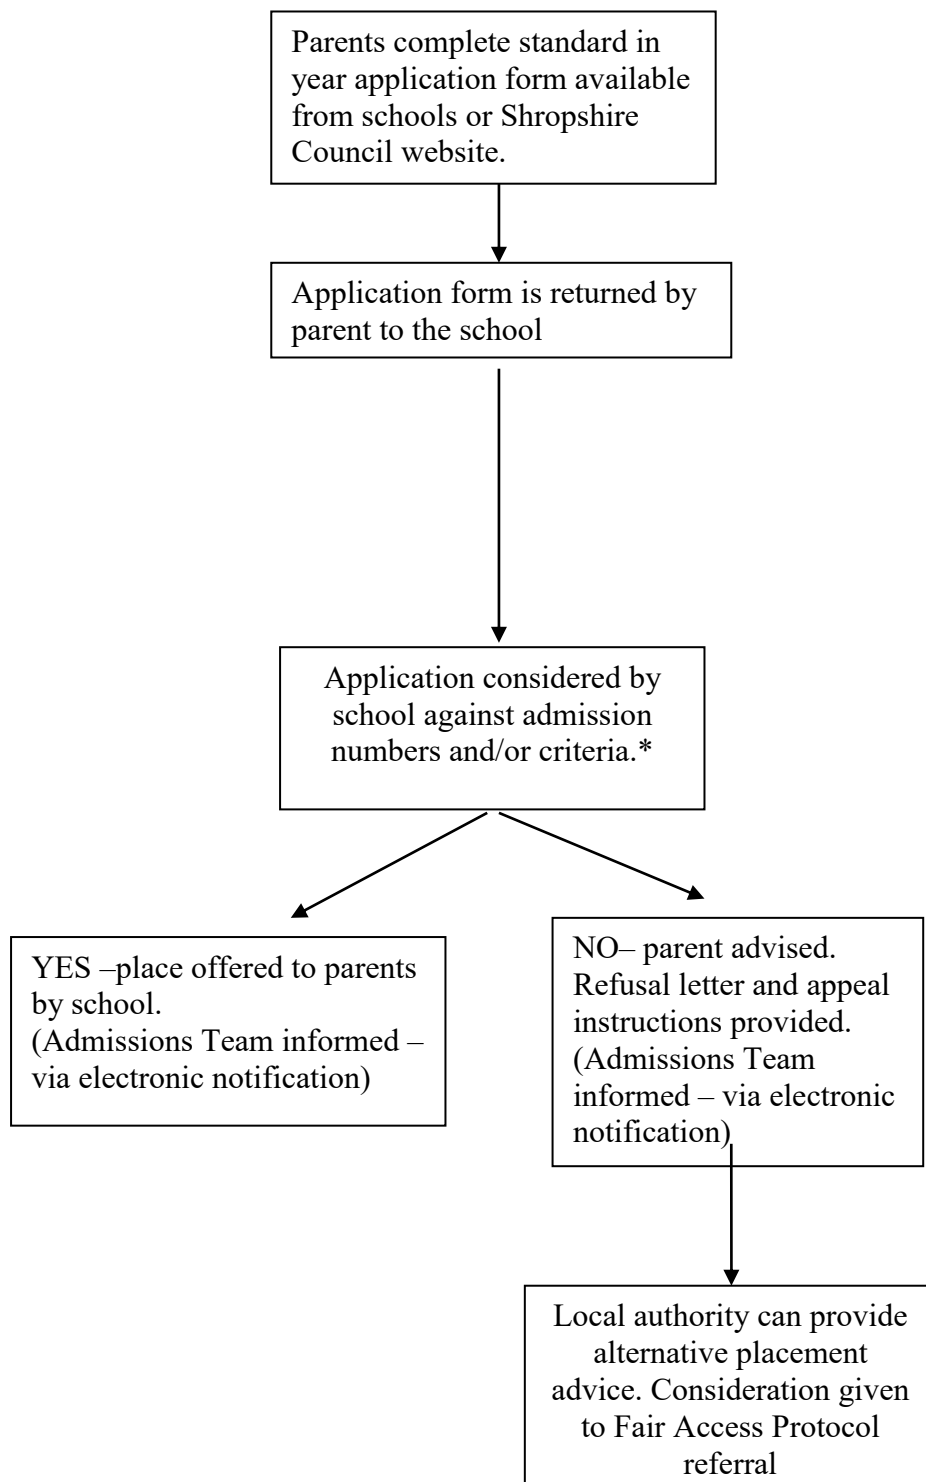 Parents complete standard in
year application form available
from schools or Shropshire
Council website.
Application form is returned by
parent to the school
Application considered by
school against admission
numbers and/or criteria.*
YES –place offered to parents
by school.
(Admissions Team informed –
via electronic notification)
NO– parent advised.
Refusal letter and appeal
instructions provided.
(Admissions Team
informed – via electronic
notification)
Local authority can provide
alternative placement
advice. Consideration given
to Fair Access Protocol
referral